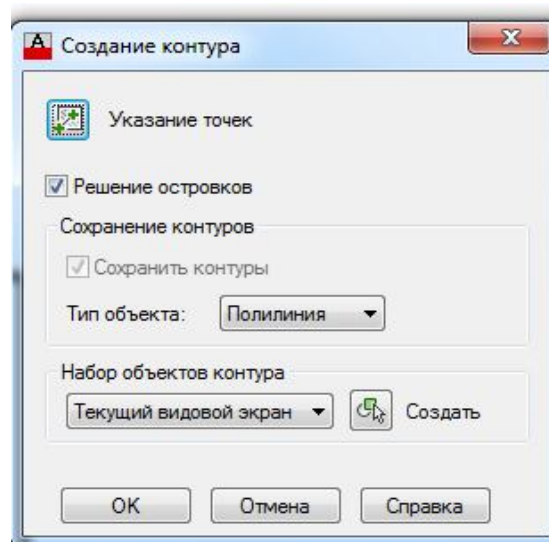 Создание контура
Указание точек
Решение островков
Сохранение контуров
Сохранить контуры
Тип объекта: Полилиния
Набор объектов контура
Текущий видовой экран Создать
OK Отмена Справка